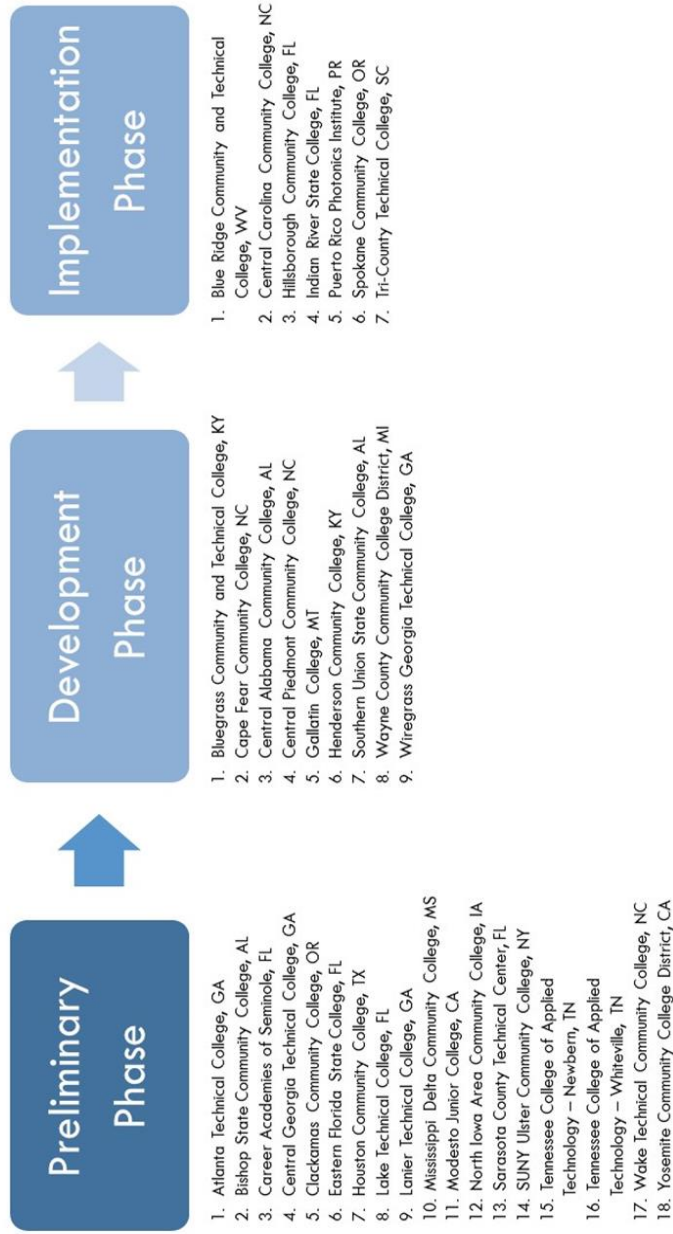 Preliminary
Phase
1. Atlanta Technical College, GA
2. Bishop State Community College, AL
3. Career Academies of Seminole, FL
4. Central Georgia Technical College, GA
5. Clackamas Community College, OR
6. Eastern Florida State College, FL
7. Houston Community College, TX
8. Lake Technical College, FL
9. Lanier Technical College, GA
10. Mississippi Delta Community College, MS
11. Modesto Junior College, CA
12. North Iowa Area Community College, IA
13. Sarasota County Technical Center, FL
14. SUNY Ulster Community College, NY
15. Tennessee College of Applied
Technology – Newbern, TN
16. Tennessee College of Applied
Technology – Whiteville, TN
17. Wake Technical Community College, NC
18. Yosemite Community College District, CA
Development
Phase
1. Bluegrass Community and Technical College, KY
2. Cape Fear Community College, NC
3. Central Alabama Community College, AL
4. Central Piedmont Community College, NC
5. Gallatin College, MT
6. Henderson Community College, KY
7. Southern Union State Community College, AL
8. Wayne County Community College District, MI
9. Wiregrass Georgia Technical College, GA
Implementation
Phase
1. Blue Ridge Community and Technical
College, WV
2. Central Carolina Community College, NC
3. Hillsborough Community College, FL
4. Indian River State College, FL
5. Puerto Rico Photonics Institute, PR
6. Spokane Community College, OR
7. Tri-County Technical College, SC